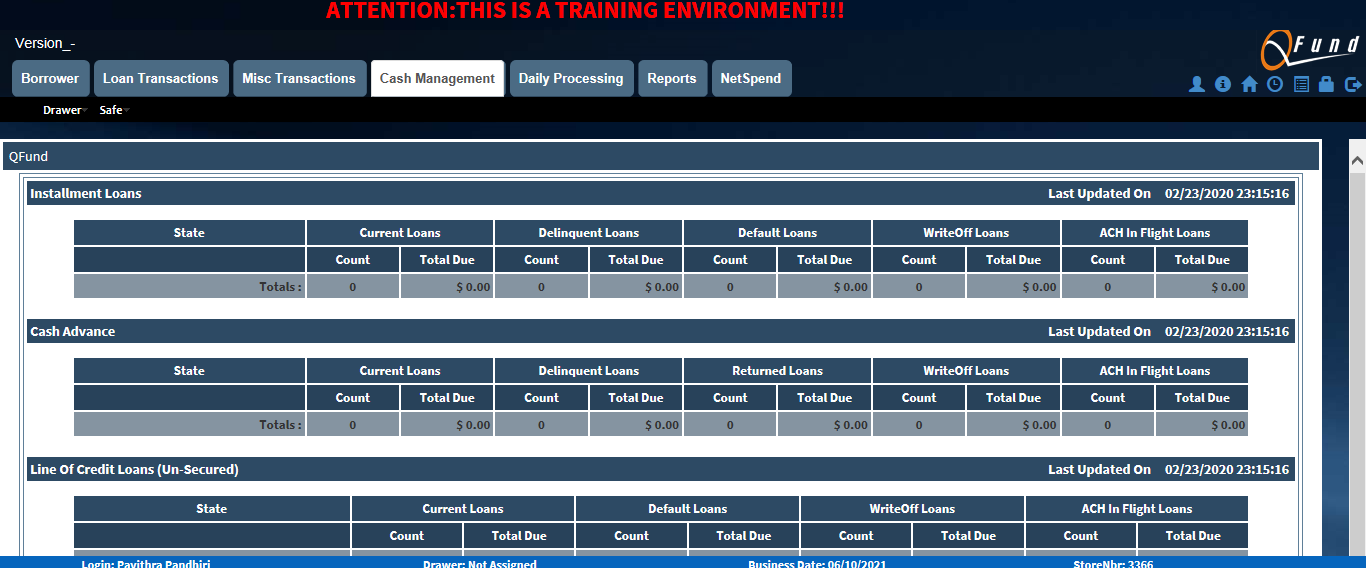 ATTENTION:THIS IS A TRAINING ENVIRONMENT!!!
Version_-
QFund
Borrower Loan Transactions Misc Transactions Cash Management Daily Processing Reports NetSpend
Drawer Safe
QFund
Installment Loans Last Updated On 02/23/2020 23:15:16
State Current Loans Delinquent Loans Default Loans WriteOff Loans ACH In Flight Loans
Count Total Due Count Total Due Count Total Due Count Total Due Count Total Due
Totals : 0 $ 0.00 0 $ 0.00 0 $ 0.00 0 $ 0.00 0 $ 0.00
Cash Advance Last Updated On 02/23/2020 23:15:16
State Current Loans Delinquent Loans Returned Loans WriteOff Loans ACH In Flight Loans
Count Total Due Count Total Due Count Total Due Count Total Due Count Total Due
Totals : 0 $ 0.00 0 $ 0.00 0 $ 0.00 0 $ 0.00 0 $ 0.00
Line Of Credit Loans (Un-Secured) Last Updated On 02/23/2020 23:15:16
State Current Loans Default Loans WriteOff Loans ACH In Flight Loans
Count Total Due Count Total Due Count Total Due Count Total Due
Login: Pavithra Pandhiri Drawer: Not Assigned Business Date: 06/10/2021 StoreNbr: 3366